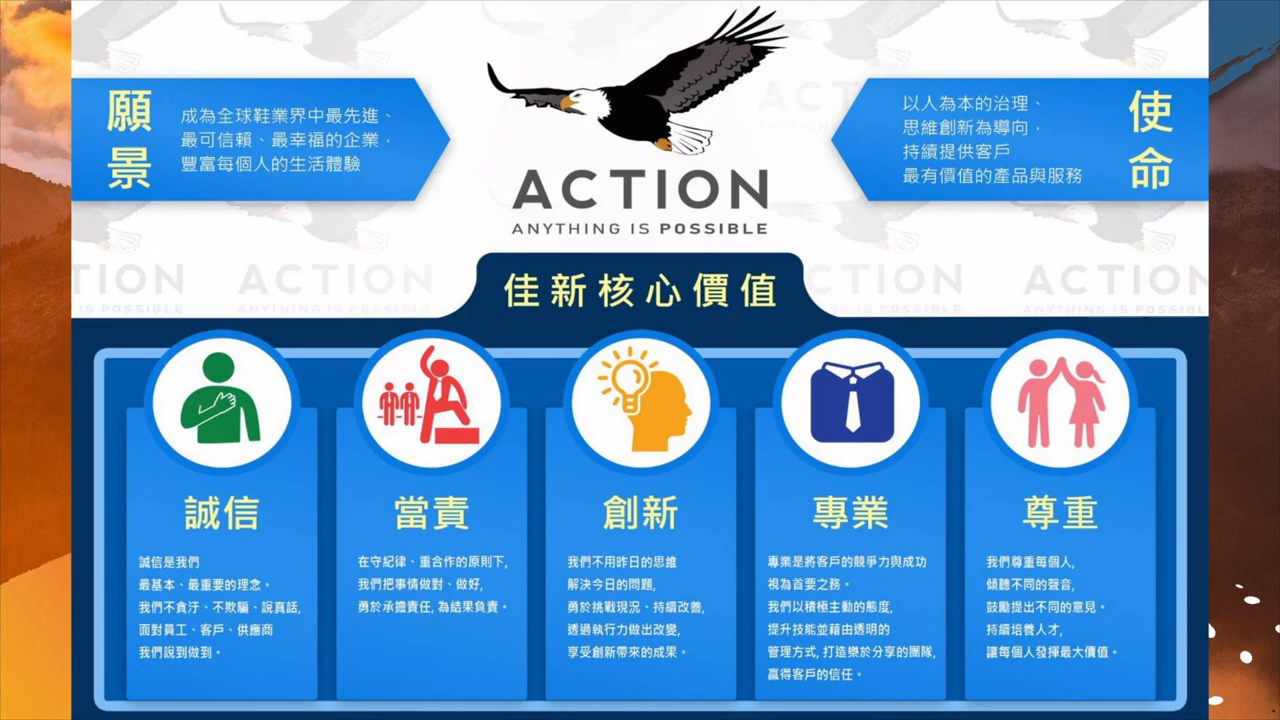 願景
成為全球鞋業界中最先進、
最可信賴、最幸福的企業，
豐富每個人的生活體驗
ACTION
ANYTHING IS POSSIBLE
以人為本的治理、
思維創新為導向，
持續提供客戶
最有價值的產品與服務
使命
TION
IS POSSIBLE
ACTION
ANYTHING IS POSSIBLE
CTION
ACTION
ANYTHING IS POSSIBL
佳新核心價值
誠信
誠信是我們
最基本、最重要的理念。
我們不貪汙、不欺騙、說真話,
面對員工、客戶、供應商
我們說到做到。
當責
在守紀律、重合作的原則下,
我們把事情做對、做好,
勇於承擔責任, 為結果負責。
創新
我們不用昨日的思維
解決今日的問題,
勇於挑戰現況、持續改善,
透過執行力做出改變,
享受創新帶來的成果。
專業
專業是將客戶的競爭力與成功
視為首要之務。
我們以積極主動的態度,
提升技能並藉由透明的
管理方式, 打造樂於分享的團隊,
贏得客戶的信任。
尊重
我們尊重每個人,
傾聽不同的聲音,
鼓勵提出不同的意見。
持續培養人才,
讓每個人發揮最大價值。